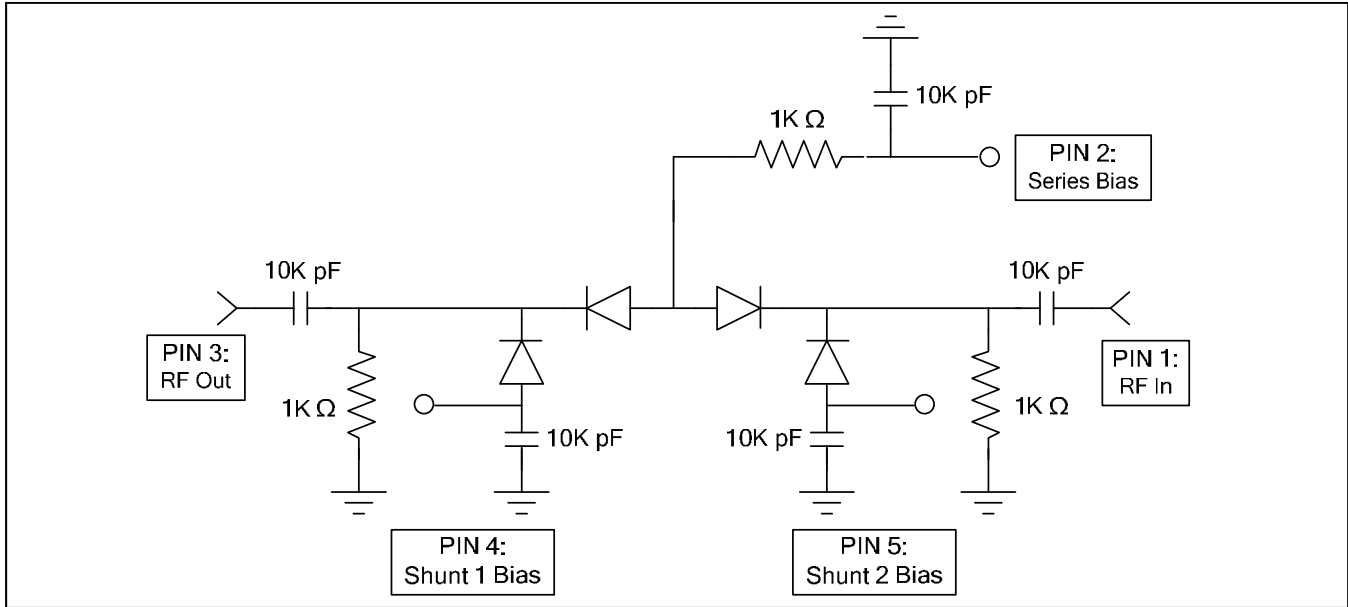 10K pF
1K Ω
PIN 2:
Series Bias
10K pF
10K pF
PIN 3:
RF Out
PIN 1:
RF In
1K Ω
10K pF
10K pF
1K Ω
PIN 4:
Shunt 1 Bias
PIN 5:
Shunt 2 Bias